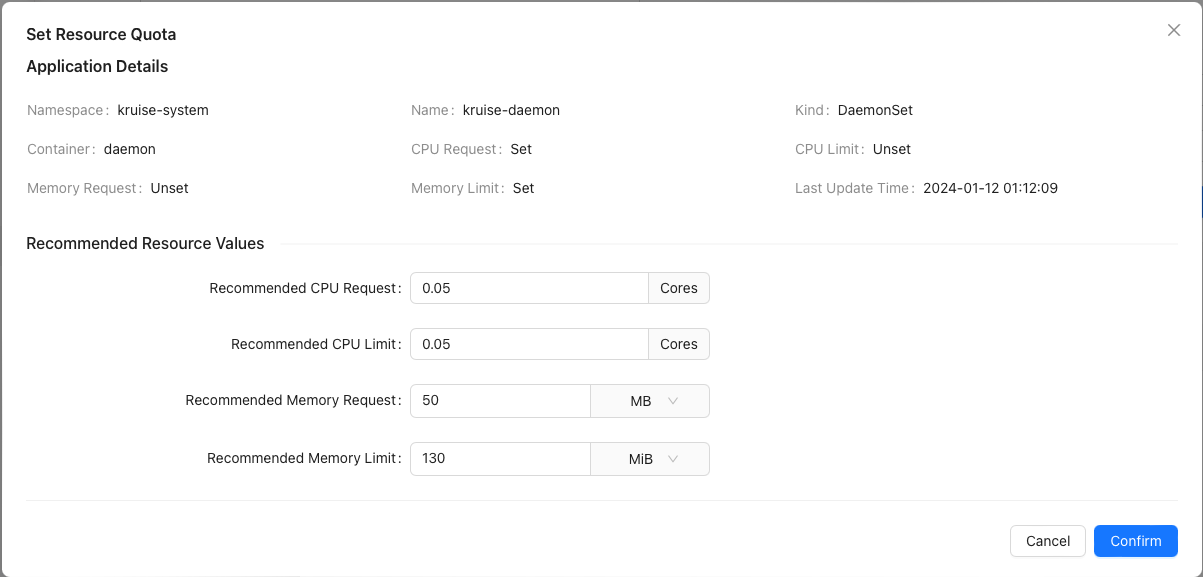 Set Resource Quota
Application Details
Namespace: kruise-system Name: kruise-daemon Kind: DaemonSet
Container: daemon CPU Request: Set CPU Limit: Unset
Memory Request: Unset Memory Limit: Set Last Update Time: 2024-01-12 01:12:09
Recommended Resource Values
Recommended CPU Request: 0.05 Cores
Recommended CPU Limit: 0.05 Cores
Recommended Memory Request: 50 MB
Recommended Memory Limit: 130 MiB
Cancel Confirm